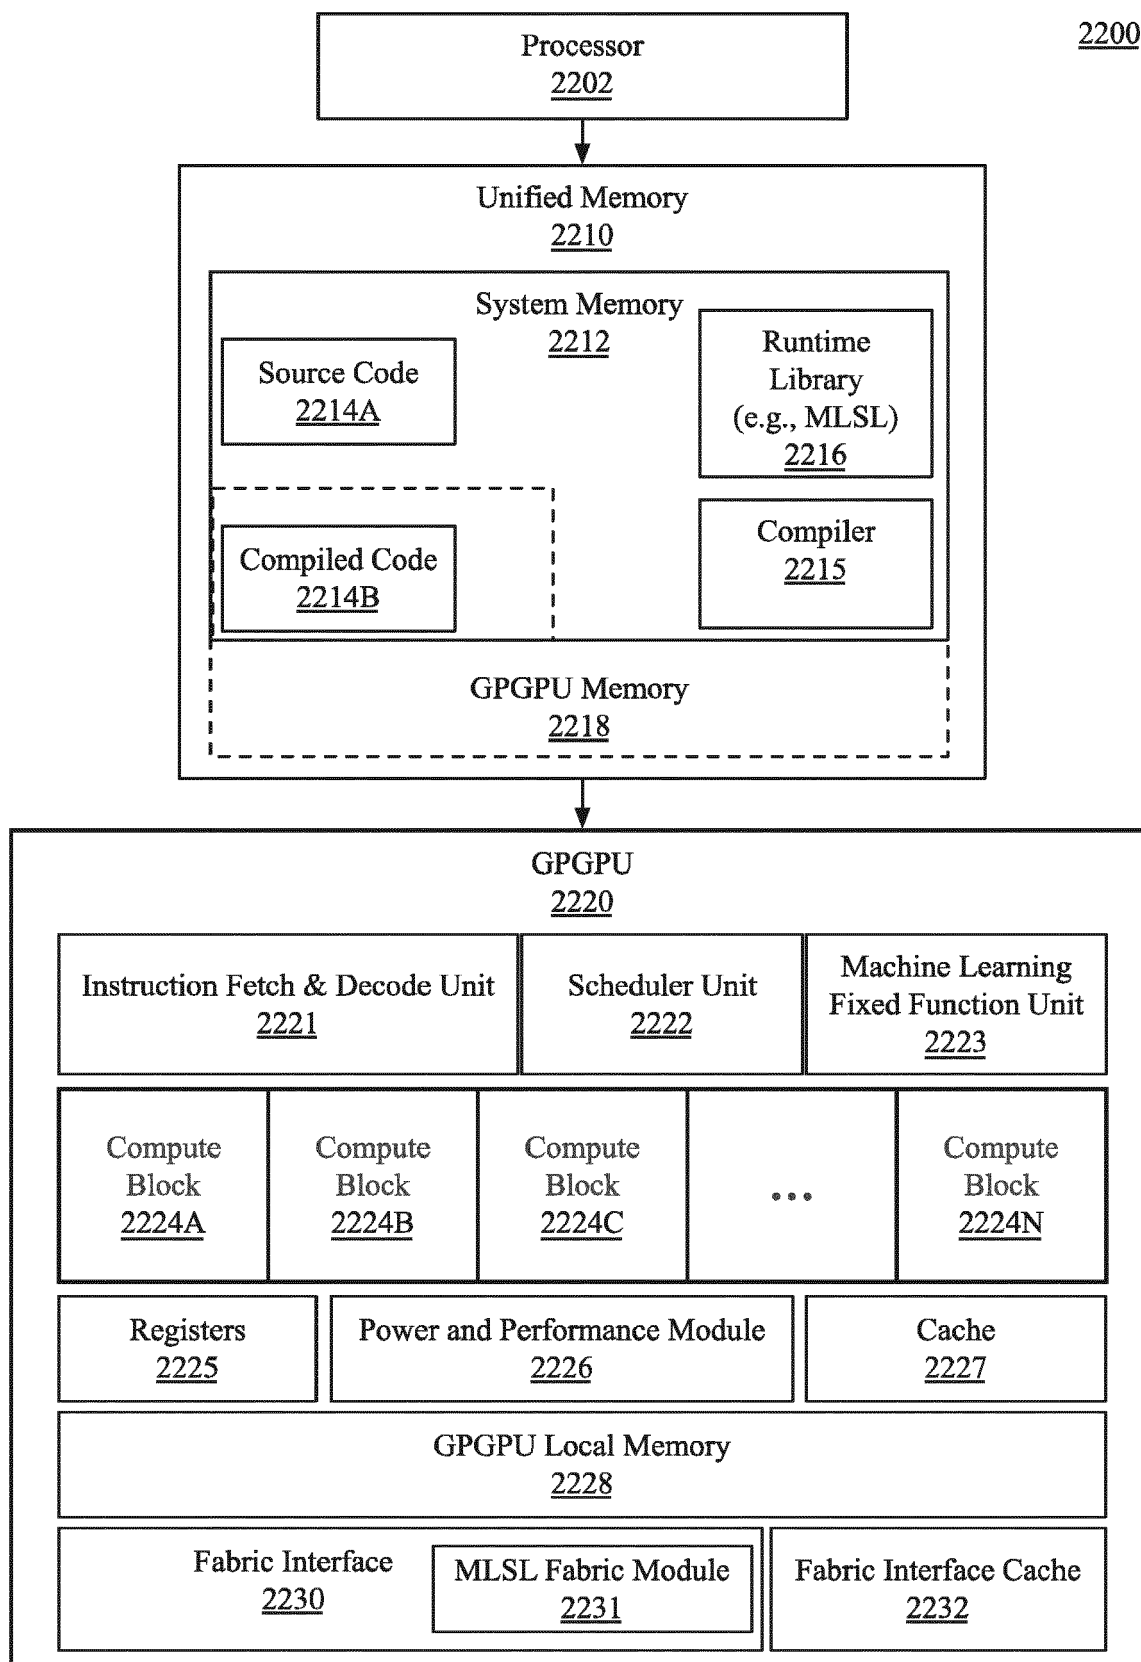 2200
Processor
2202
Unified Memory
2210
System Memory
2212
Source Code
2214A
Runtime
Library
(e.g., MLSL)
2216
Compiled Code
2214B
Compiler
2215
GPGPU Memory
2218
GPGPU
2220
Instruction Fetch & Decode Unit
2221
Scheduler Unit
2222
Machine Learning
Fixed Function Unit
2223
Compute
Block
2224A
Compute
Block
2224B
Compute
Block
2224C
...
Compute
Block
2224N
Registers
2225
Power and Performance Module
2226
Cache
2227
GPGPU Local Memory
2228
Fabric Interface
2230
MLSL Fabric Module
2231
Fabric Interface Cache
2232